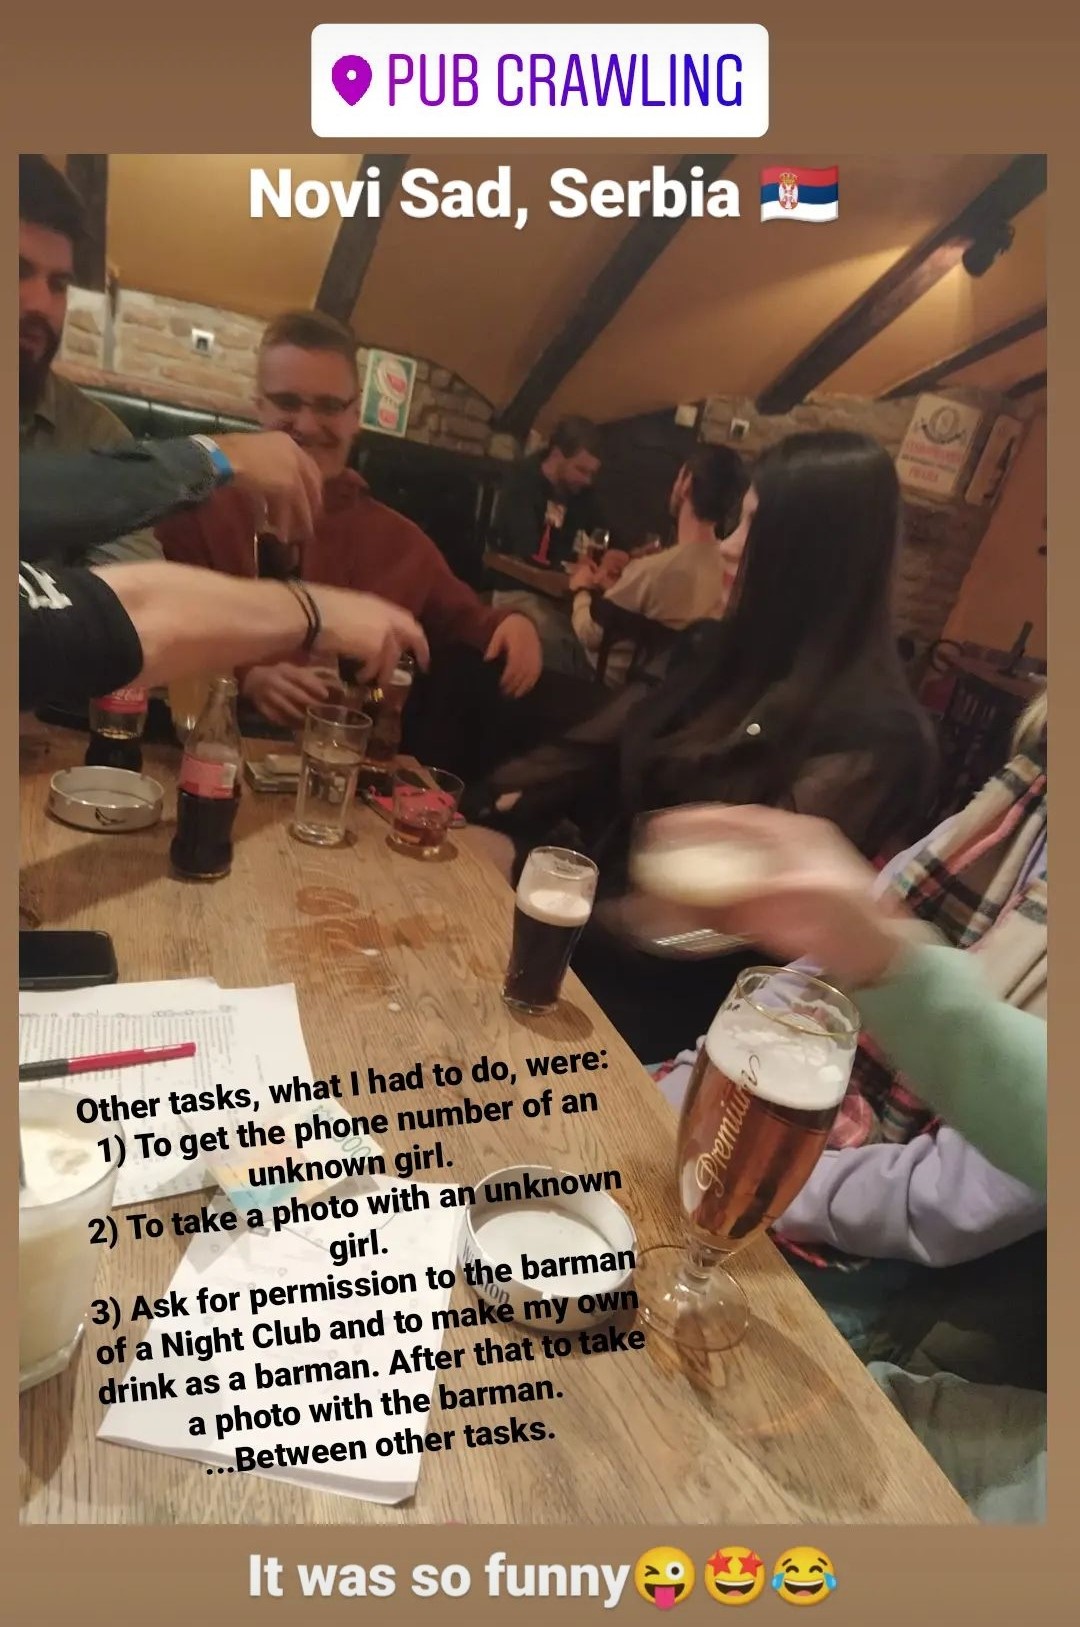 PUB CRAWLING
Novi Sad, Serbia
Other tasks, what I had to do, were:
1) To get the phone number of an
unknown girl.
2) To take a photo with an unknown
girl.
3) Ask for permission to the barman
of a Night Club and to make my own
drink as a barman. After that to take
a photo with the barman.
...Between other tasks.
Premium
It was so funny😜🤩😂